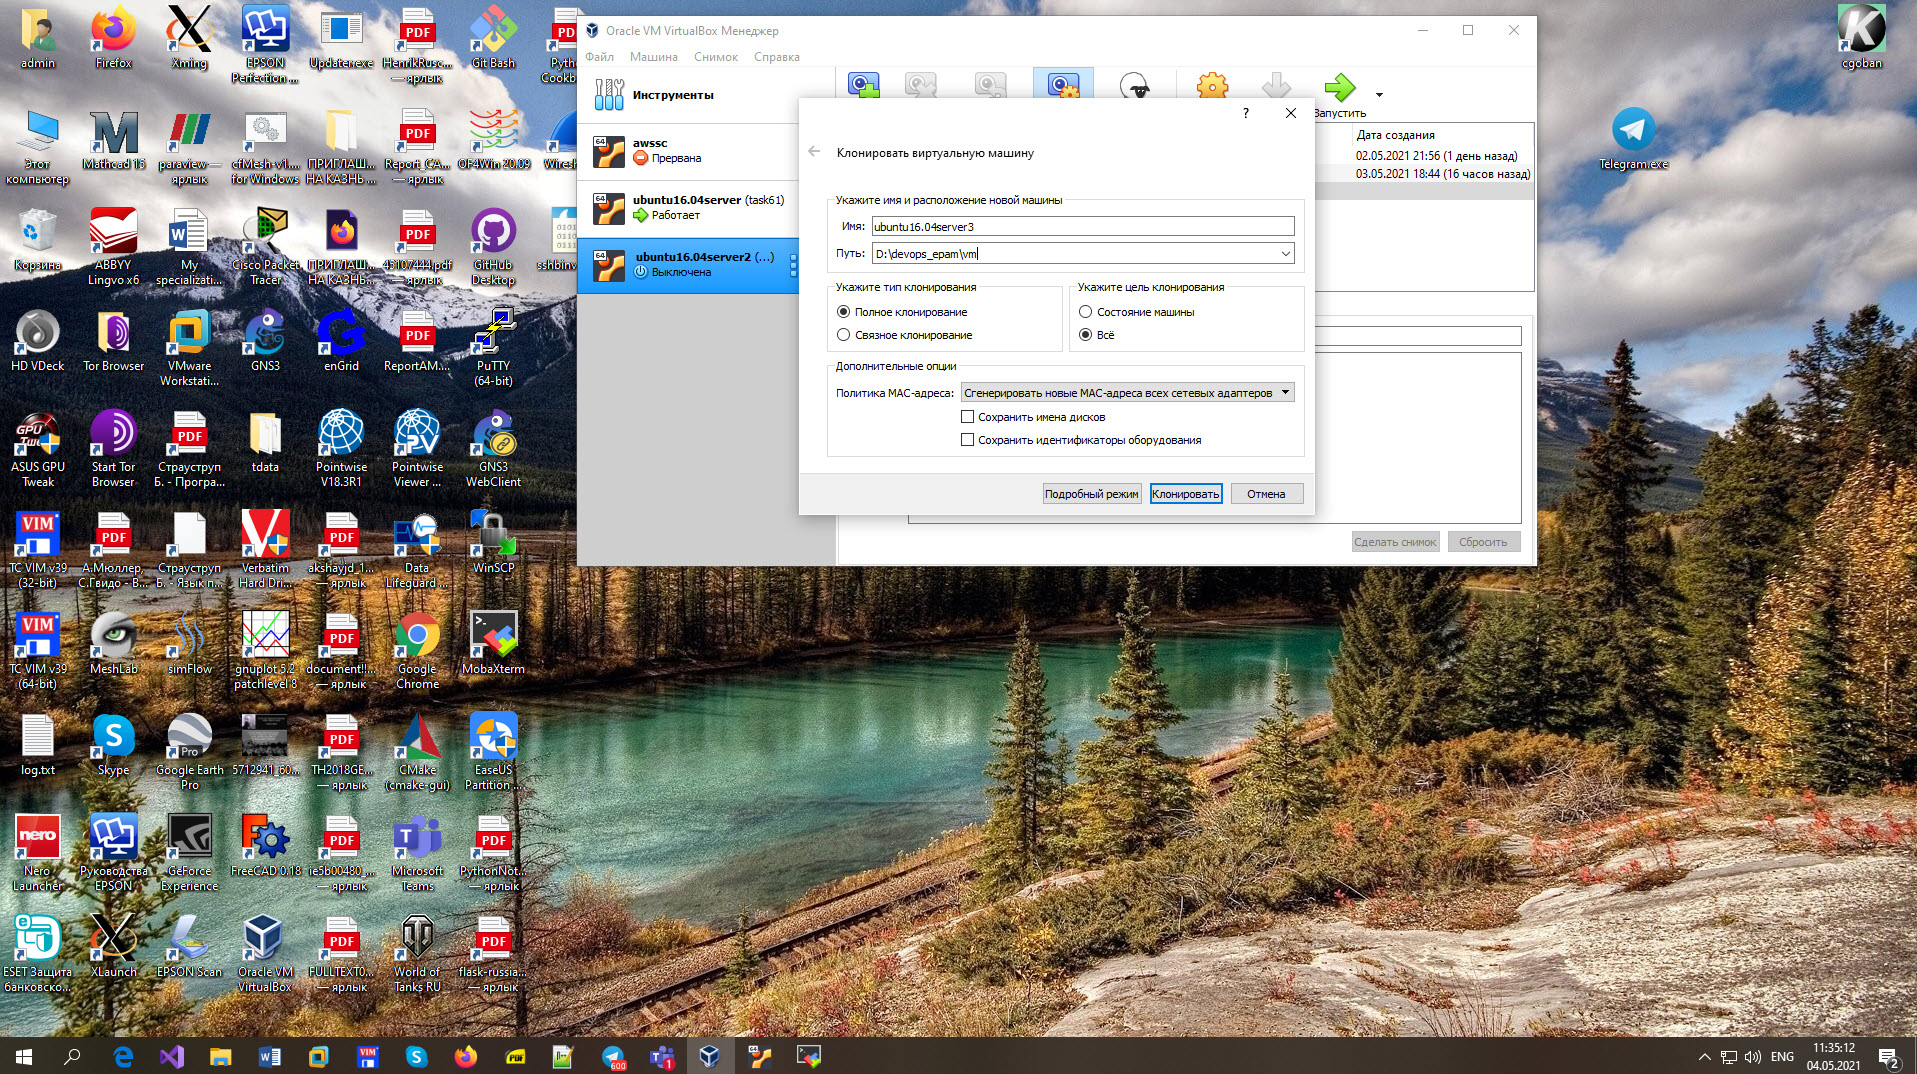 admin
Firefox
Xming
EPSON
Perfection ...
Updater.exe
HenrikRusc...
— ярлык
Git Bash
Этот
компьютер
Mathcad 15
paraview —
ярлык
cfMesh-v1....
for Windows
ПРИГЛАШ...
НА КАЗНЬ ...
Report_CA...
— ярлык
OF4Win 20.09
Корзина
ABBYY
Lingvo x6
My
specializati...
Cisco Packet
Tracer
ПРИГЛАШ...
НА КАЗНЬ...
43107444.pdf
— ярлык
GitHub
Desktop
HD VDeck
Tor Browser
VMware
Workstati...
GNS3
enGrid
ReportAM....
PuTTY
(64-bit)
ASUS GPU
Tweak
Start Tor
Browser
Страуструп
Б. - Програ...
tdata
Pointwise
V18.3R1
Pointwise
Viewer ...
GNS3
WebClient
TC VIM v39
(32-bit)
А.Мюллер,
С.Гвидо - В...
Страуструп
Б. - Язык п...
Verbatim
Hard Dri...
akshayjd_1...
— ярлык
Data
Lifeguard ...
WinSCP
TC VIM v39
(64-bit)
MeshLab
simFlow
gnuplot 5.2
patchlevel 8
document!!...
— ярлык
Google
Chrome
MobaXterm
log.txt
Skype
Google Earth
Pro
5712941_60...
TH2018GE...
— ярлык
CMake
(cmake-gui)
EaseUS
Partition ...
Nero
Launcher
Руководства
EPSON
GeForce
Experience
FreeCAD 0.18
ie5b00480_...
— ярлык
Microsoft
Teams
PythonNot...
— ярлык
ESET Защита
банковско...
XLaunch
EPSON Scan
Oracle VM
VirtualBox
FULLTEXT0...
— ярлык
World of
Tanks RU
flask-russia...
— ярлык
Oracle VM VirtualBox Менеджер
Файл Машина Снимок Справка
Инструменты
64 awssc
Прервана
64 ubuntu16.04server (task61)
Работает
64 ubuntu16.04server2 (...)
Выключена
Запустить
Дата создания
02.05.2021 21:56 (1 день назад)
03.05.2021 18:44 (16 часов назад)
Сделать снимок Сбросить
?
Клонировать виртуальную машину
Укажите имя и расположение новой машины
Имя: ubuntu16.04server3
Путь: D:\devops_epam\vm
Укажите тип клонирования
Полное клонирование
Связное клонирование
Укажите цель клонирования
Состояние машины
Всё
Дополнительные опции
Политика MAC-адреса: Сгенерировать новые MAC-адреса всех сетевых адаптеров
Сохранить имена дисков
Сохранить идентификаторы оборудования
Подробный режим Клонировать Отмена
cgoban
Telegram.exe
ENG
11:35:12
04.05.2021
2